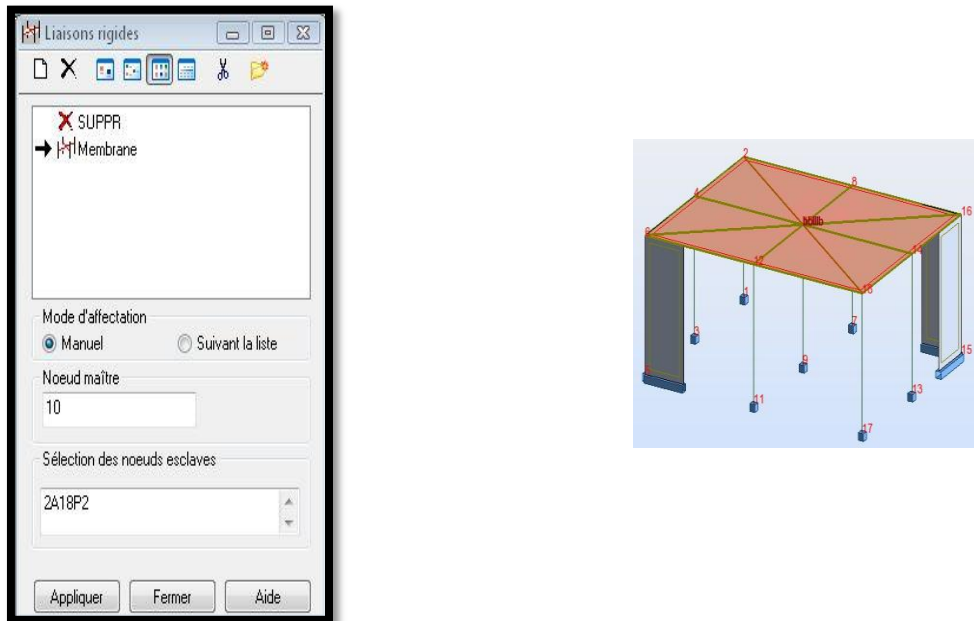 Liaisons rigides
SUPPR
Membrane
Mode d'affectation
Manuel
Suivant la liste
Noeud maître
10
Sélection des noeuds esclaves
2A18P2
Appliquer
Fermer
Aide
2
8
4
16
6
14
12
18
1
7
3
15
9
5
13
11
17